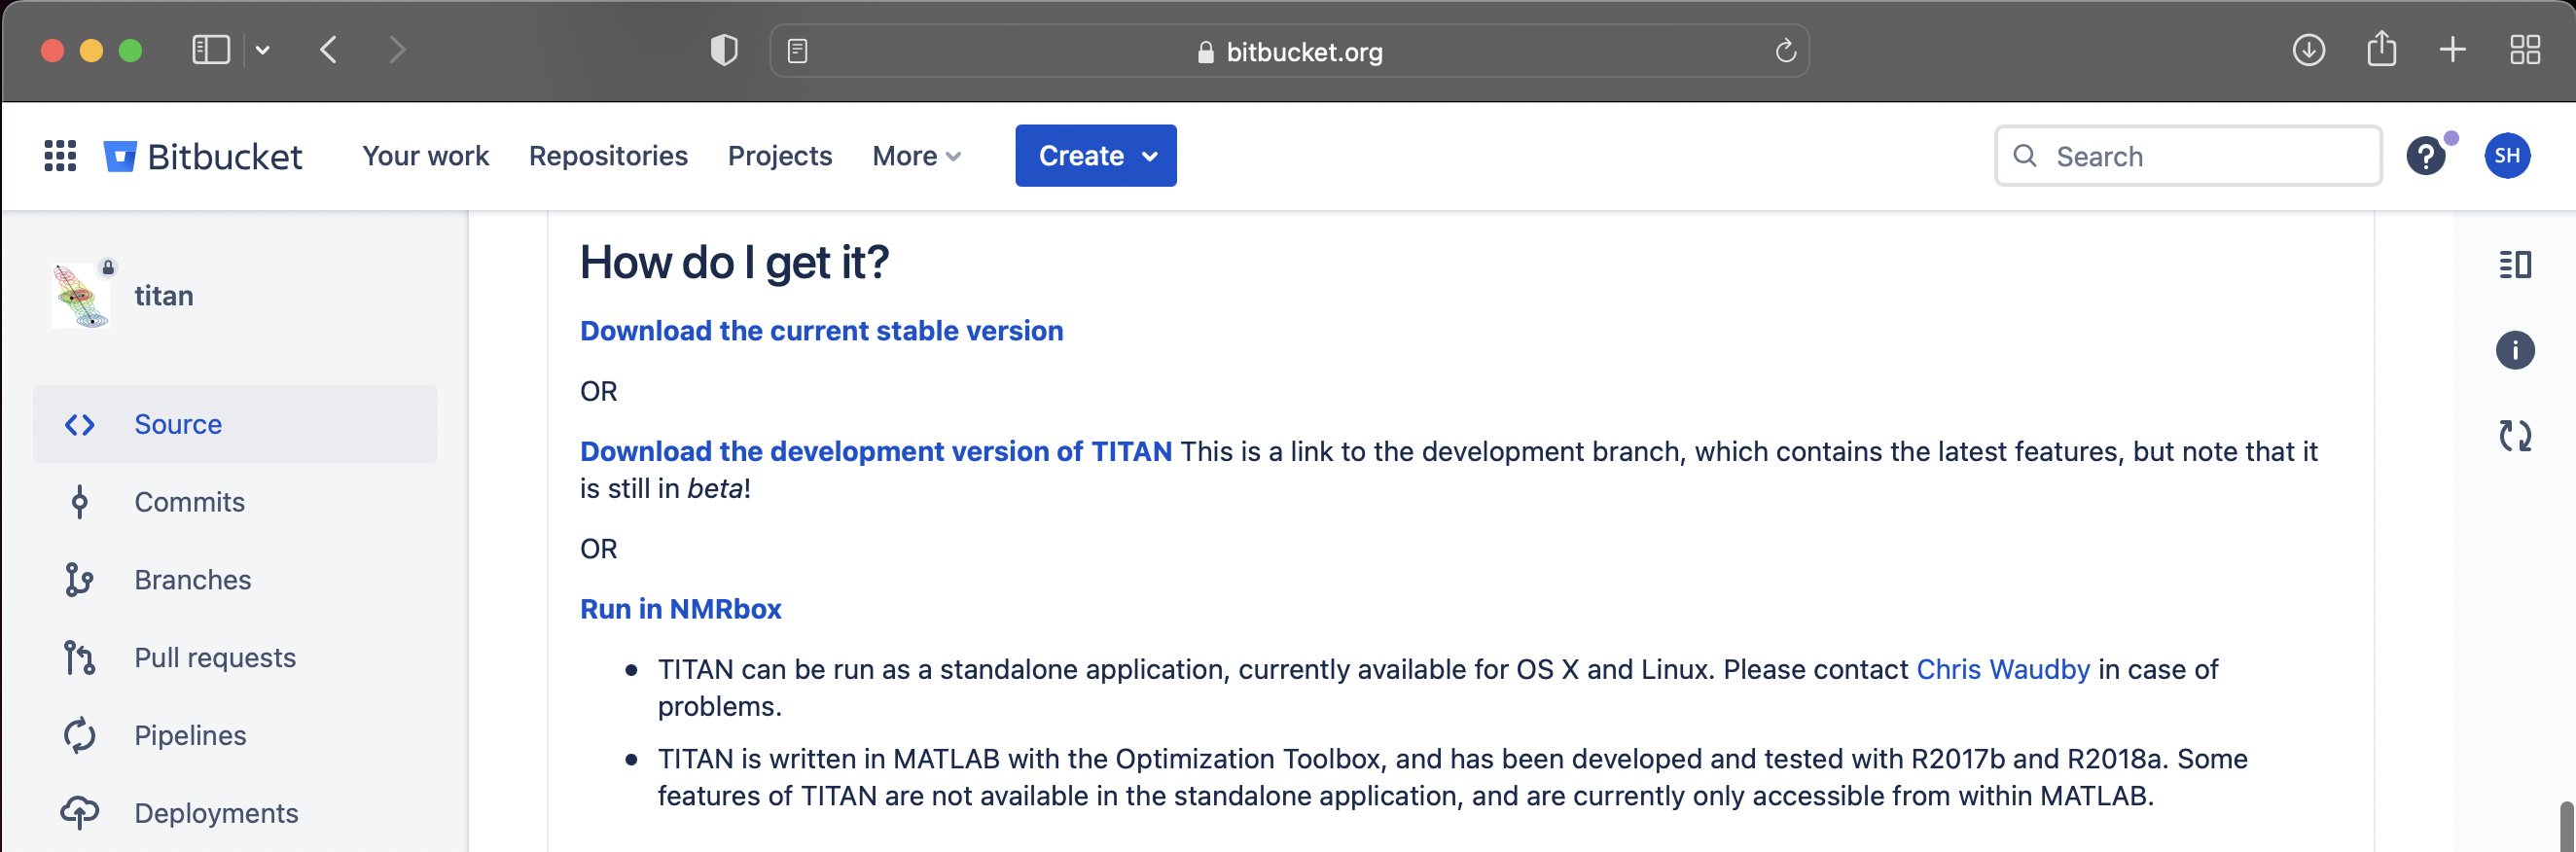 bitbucket.org
Bitbucket Your work Repositories Projects More Create Search ? SH
titan
Source
Commits
Branches
Pull requests
Pipelines
Deployments
How do I get it?
Download the current stable version
OR
Download the development version of TITAN This is a link to the development branch, which contains the latest features, but note that it
is still in beta!
OR
Run in NMRbox
• TITAN can be run as a standalone application, currently available for OS X and Linux. Please contact Chris Waudby in case of
problems.
• TITAN is written in MATLAB with the Optimization Toolbox, and has been developed and tested with R2017b and R2018a. Some
features of TITAN are not available in the standalone application, and are currently only accessible from within MATLAB.